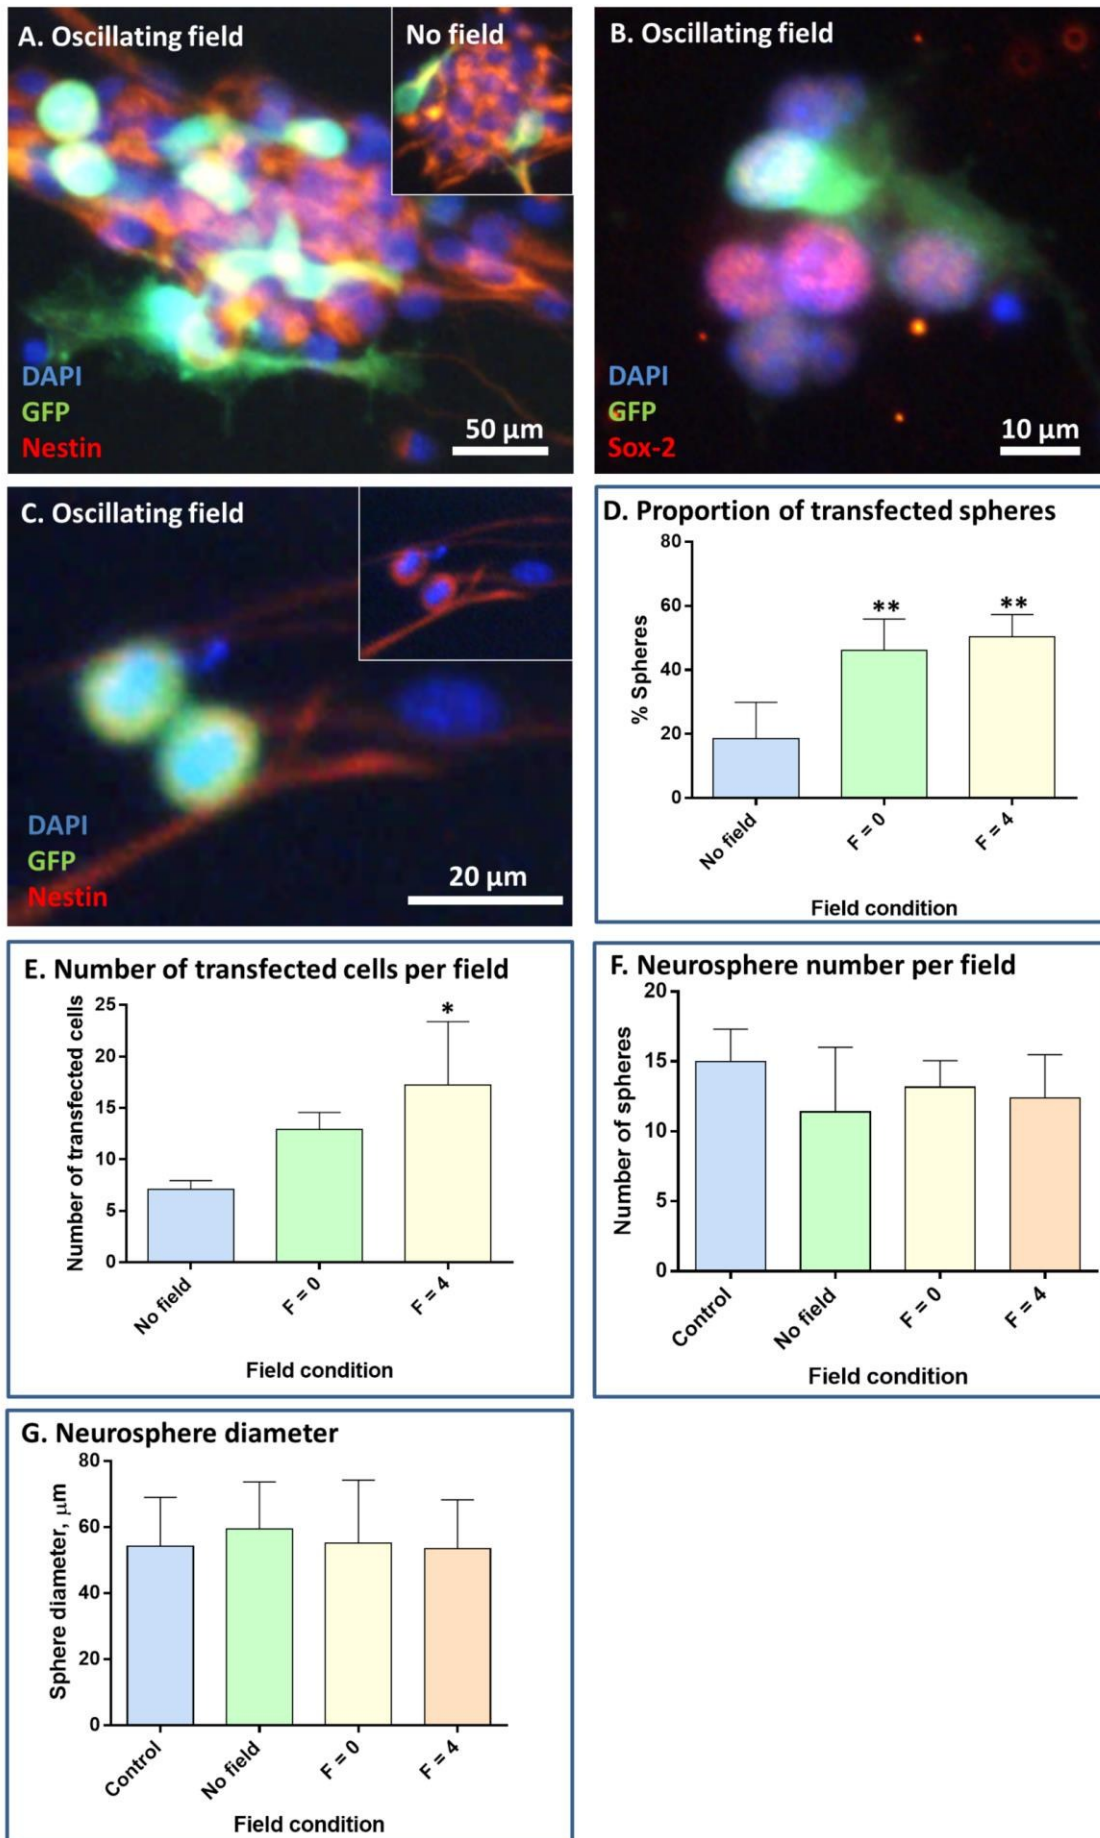 A. Oscillating field
No field
DAPI
GFP
Nestin
50 µm
B. Oscillating field
DAPI
GFP
Sox-2
10 µm
C. Oscillating field
DAPI
GFP
Nestin
20 µm
D. Proportion of transfected spheres
80
60
40
20
0
% Spheres
**
**
No field
F = 0
F = 4
Field condition
E. Number of transfected cells per field
25
20
15
10
5
0
Number of transfected cells
*
No field
F = 0
F = 4
Field condition
F. Neurosphere number per field
20
15
10
5
0
Number of spheres
Control
No field
F = 0
F = 4
Field condition
G. Neurosphere diameter
80
60
40
20
0
Sphere diameter, µm
Control
No field
F = 0
F = 4
Field condition